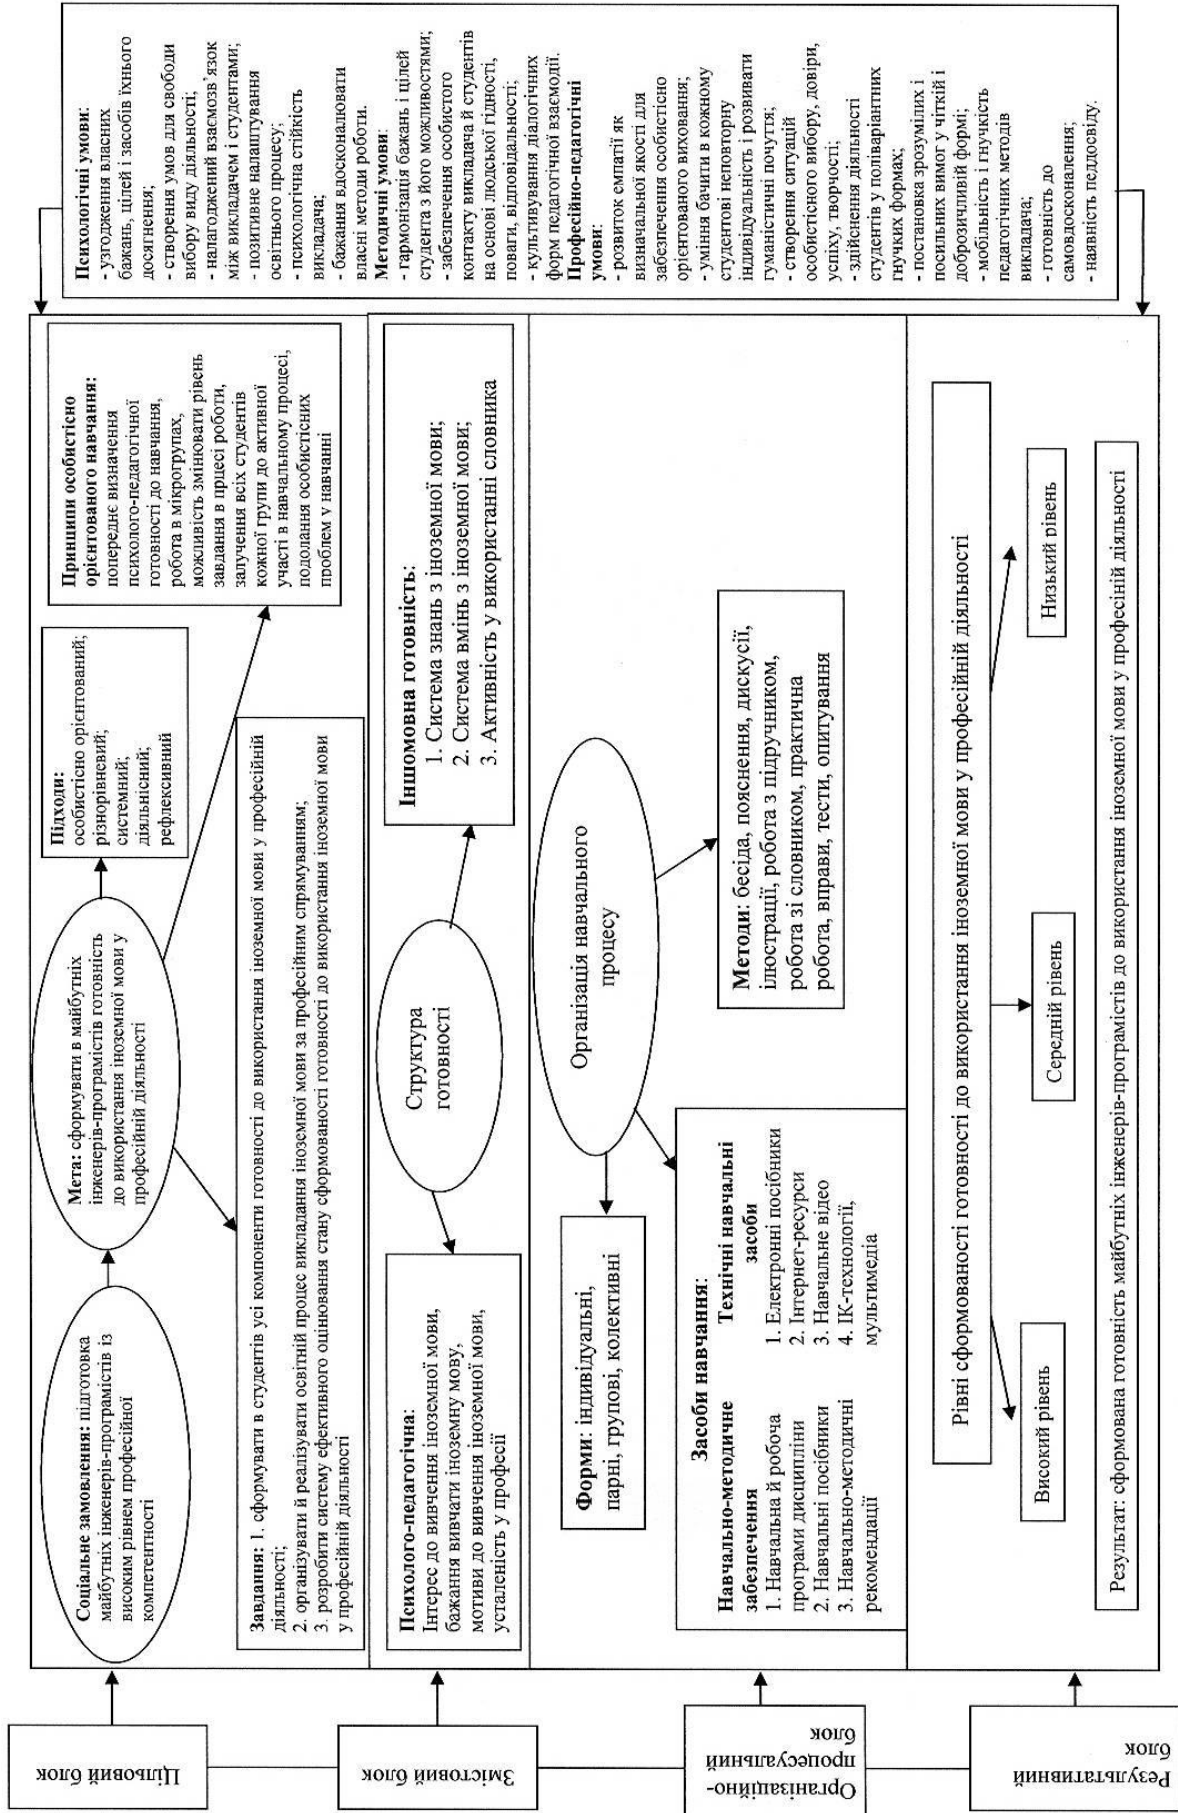 Цільовий блок
Соціальне замовлення: підготовка
майбутніх інженерів-програмістів із
високим рівнем професійної
компетентності
Мета: сформувати в майбутніх
інженерів-програмістів готовність
до використання іноземної мови у
професійній діяльності
Підходи:
особистісно орієнтований;
різнорівневий;
системний;
діяльнісний;
рефлексивний
Принципи особистісно
орієнтованого навчання:
попереднє визначення
психолого-педагогічної
готовності до навчання,
робота в мікрогрупах,
можливість змінювати рівень
завдання в прцесі роботи,
залучення всіх студентів
кожної групи до активної
участі в навчальному процесі,
подолання особистісних
проблем у навчанні
Завдання: 1. сформувати в студентів усі компоненти готовності до використання іноземної мови у професійній
діяльності;
2. організувати й реалізувати освітній процес викладання іноземної мови за професійним спрямуванням;
3. розробити систему ефективного оцінювання стану сформованості готовності до використання іноземної мови
у професійній діяльності
Змістовий блок
Психолого-педагогічна:
Інтерес до вивчення іноземної мови,
бажання вивчати іноземну мову,
мотиви до вивчення іноземної мови,
усталеність у професії
Структура
готовності
Іншомовна готовність:
1. Система знань з іноземної мови;
2. Система вмінь з іноземної мови;
3. Активність у використанні словника
Організаційно-
процесуальний
блок
Організація навчального
процесу
Форми: індивідуальні,
парні, групові, колективні
Засоби навчання:
Навчально-методичне
забезпечення
1. Навчальна й робоча
програми дисципліни
2. Навчальні посібники
3. Навчально-методичні
рекомендації
Технічні навчальні
засоби
1. Електронні посібники
2. Інтернет-ресурси
3. Навчальне відео
4. ІК-технології,
мультимедіа
Методи: бесіда, пояснення, дискусії,
ілюстрації, робота з підручником,
робота зі словником, практична
робота, вправи, тести, опитування
Результативний
блок
Рівні сформованості готовності до використання іноземної мови у професійній діяльності
Високий рівень
Середній рівень
Низький рівень
Результат: сформована готовність майбутніх інженерів-програмістів до використання іноземної мови у професіній діяльності
Психологічні умови:
- узгодження власних
бажань, цілей і засобів їхнього
досягнення;
- створення умов для свободи
вибору виду діяльності;
- налагоджений взаємозв'язок
між викладачем і студентами;
- позитивне налаштування
освітнього процесу;
- психологічна стійкість
викладача;
- бажання вдосконалювати
власні методи роботи.
Методичні умови:
- гармонізація бажань і цілей
студента з його можливостями;
- забезпечення особистого
контакту викладача й студентів
на основі людської гідності,
поваги, відповідальності;
- культивування діалогічних
форм педагогічної взаємодії.
Професійно-педагогічні
умови:
- розвиток емпатії як
визначальної якості для
забезпечення особистісно
орієнтованого виховання;
- уміння бачити в кожному
студентові неповторну
індивідуальність і розвивати
гуманістичні почуття;
- створення ситуацій
особистісного вибору, довіри,
успіху, творчості;
- здійснення діяльності
студентів у поліваріантних
гнучких формах;
- постановка зрозумілих і
посильних вимог у чіткій і
доброзичливій формі;
- мобільність і гнучкість
педагогічних методів
викладача;
- готовність до
самовдосконалення;
- наявність педдосвіду.